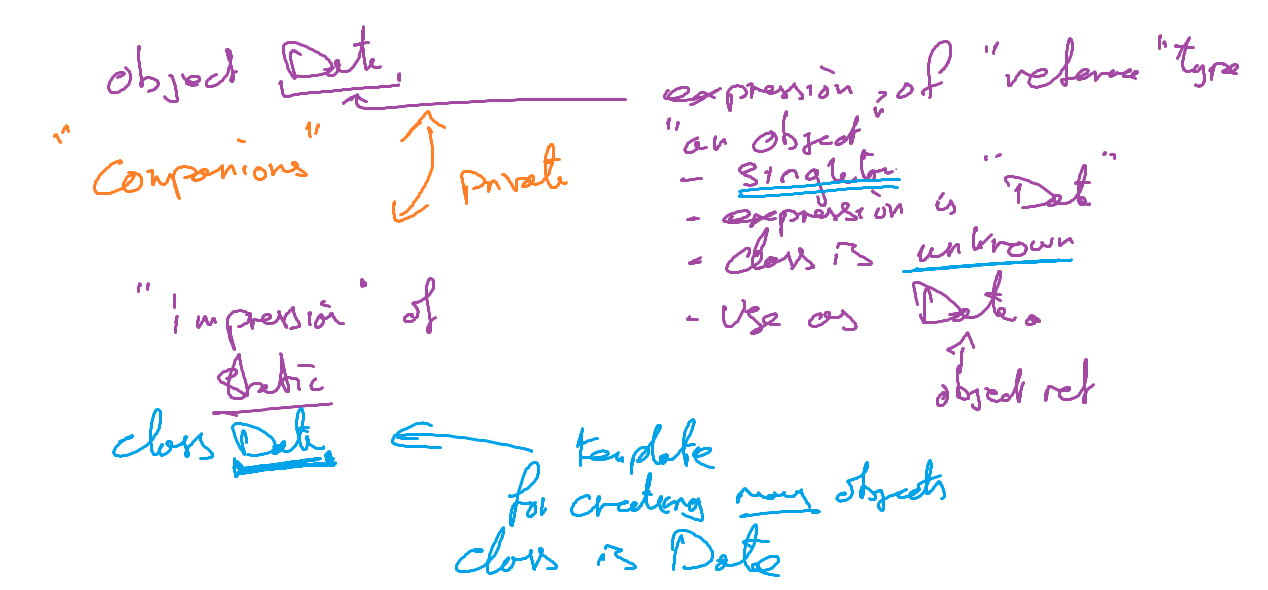 object Date
expression, of "reference" type
"an object"
- singleton
- expression is "Date"
- class is unknown
- use as Date.
object ref
"Companions"
private
"impression" of
static
class Date
template
for creating many objects
class is Date